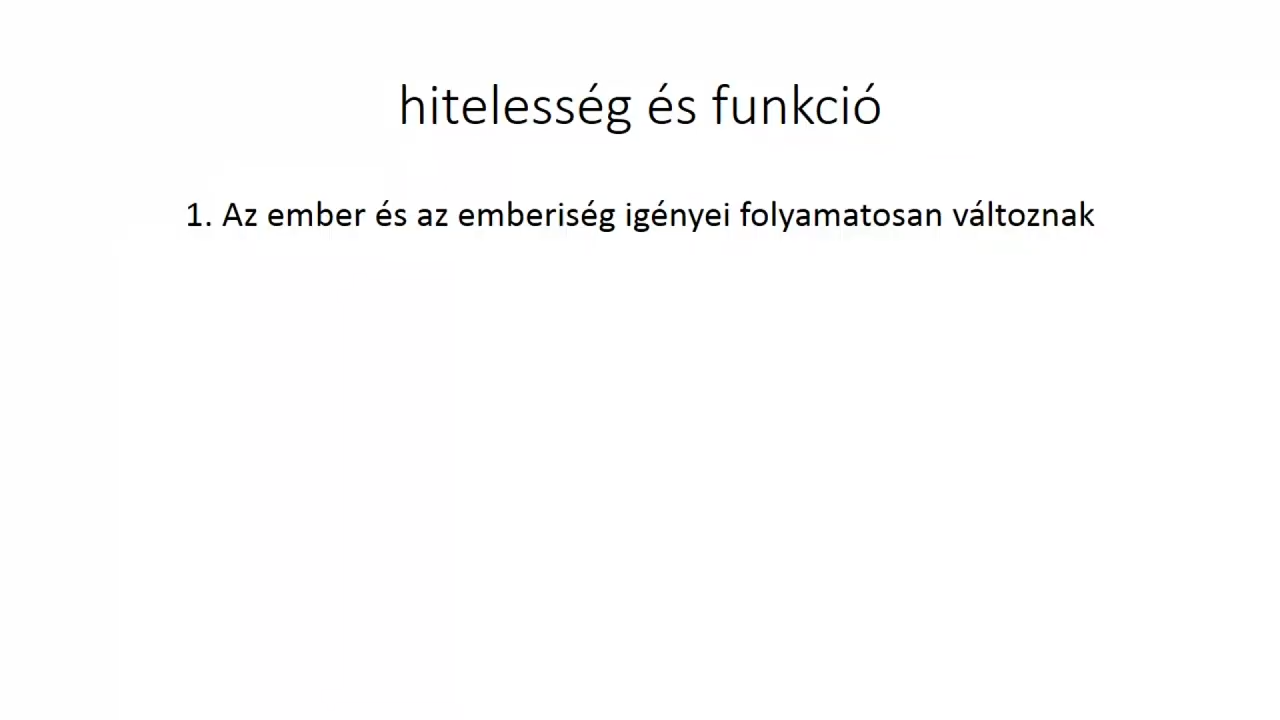 hitelesség és funkció
1. Az ember és az emberiség igényei folyamatosan változnak